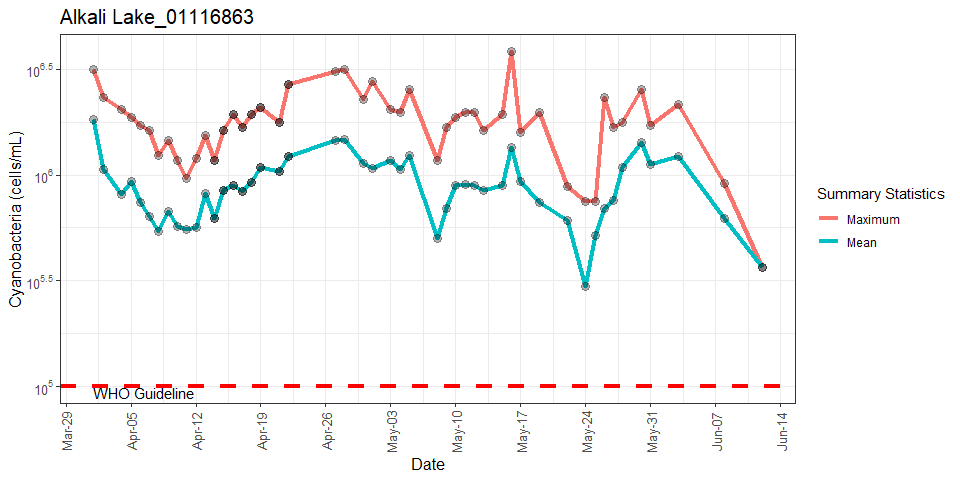 Alkali Lake_01116863
Cyanobacteria (cells/mL)
10^6.5
10^6
10^5.5
10^5
WHO Guideline
Mar-29
Apr-05
Apr-12
Apr-19
Apr-26
May-03
May-10
May-17
May-24
May-31
Jun-07
Jun-14
Date
Summary Statistics
Maximum
Mean